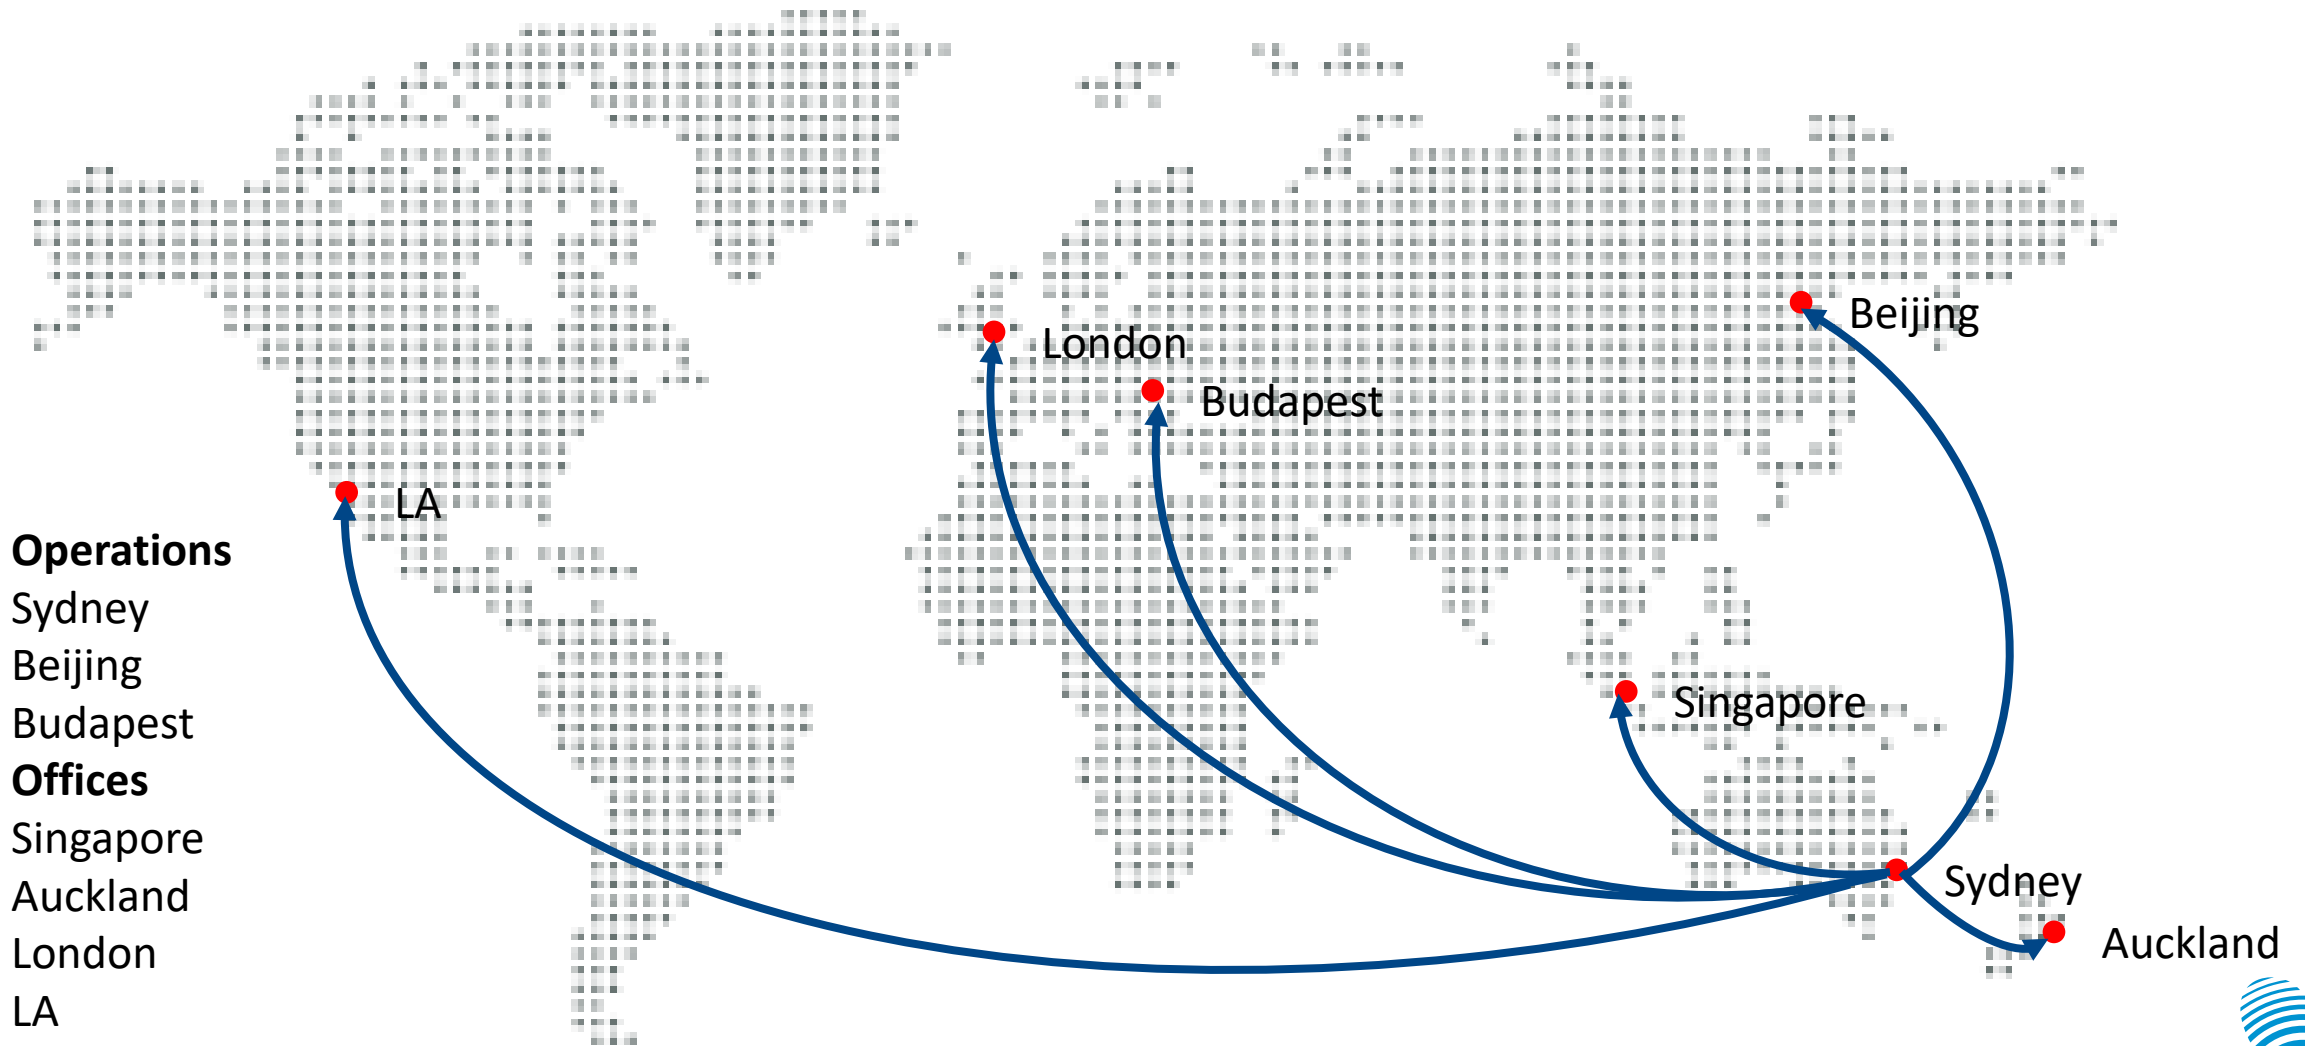 Beijing
London
Budapest
LA
Singapore
Sydney
Auckland
Operations
Sydney
Beijing
Budapest
Offices
Singapore
Auckland
London
LA